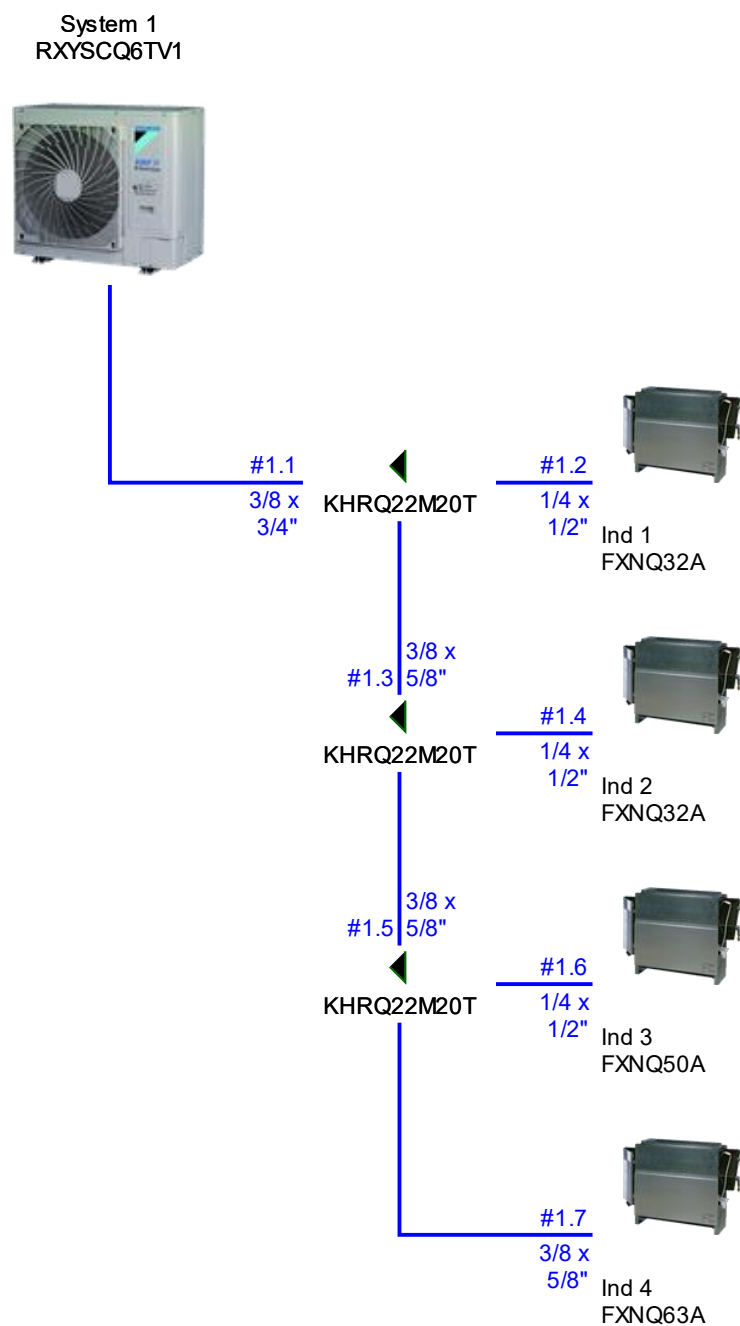 System 1
RXYSCQ6TV1
#1.1
3/8 x
3/4"
KHRQ22M20T
#1.2
1/4 x
1/2"
Ind 1
FXNQ32A
3/8 x
#1.3 5/8"
KHRQ22M20T
#1.4
1/4 x
1/2"
Ind 2
FXNQ32A
3/8 x
#1.5 5/8"
KHRQ22M20T
#1.6
1/4 x
1/2"
Ind 3
FXNQ50A
#1.7
3/8 x
5/8"
Ind 4
FXNQ63A